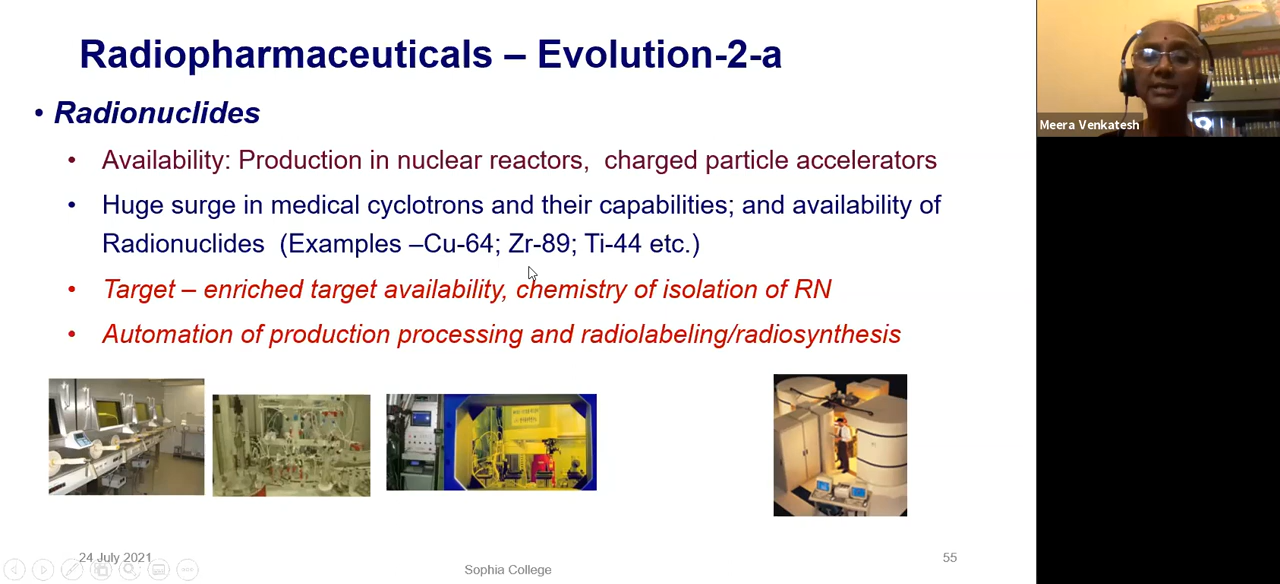 Radiopharmaceuticals – Evolution-2-a
• Radionuclides
• Availability: Production in nuclear reactors, charged particle accelerators
• Huge surge in medical cyclotrons and their capabilities; and availability of
Radionuclides (Examples –Cu-64; Zr-89; Ti-44 etc.)
• Target – enriched target availability, chemistry of isolation of RN
• Automation of production processing and radiolabeling/radiosynthesis
24 July 2021
Sophia College
55
Meera Venkatesh